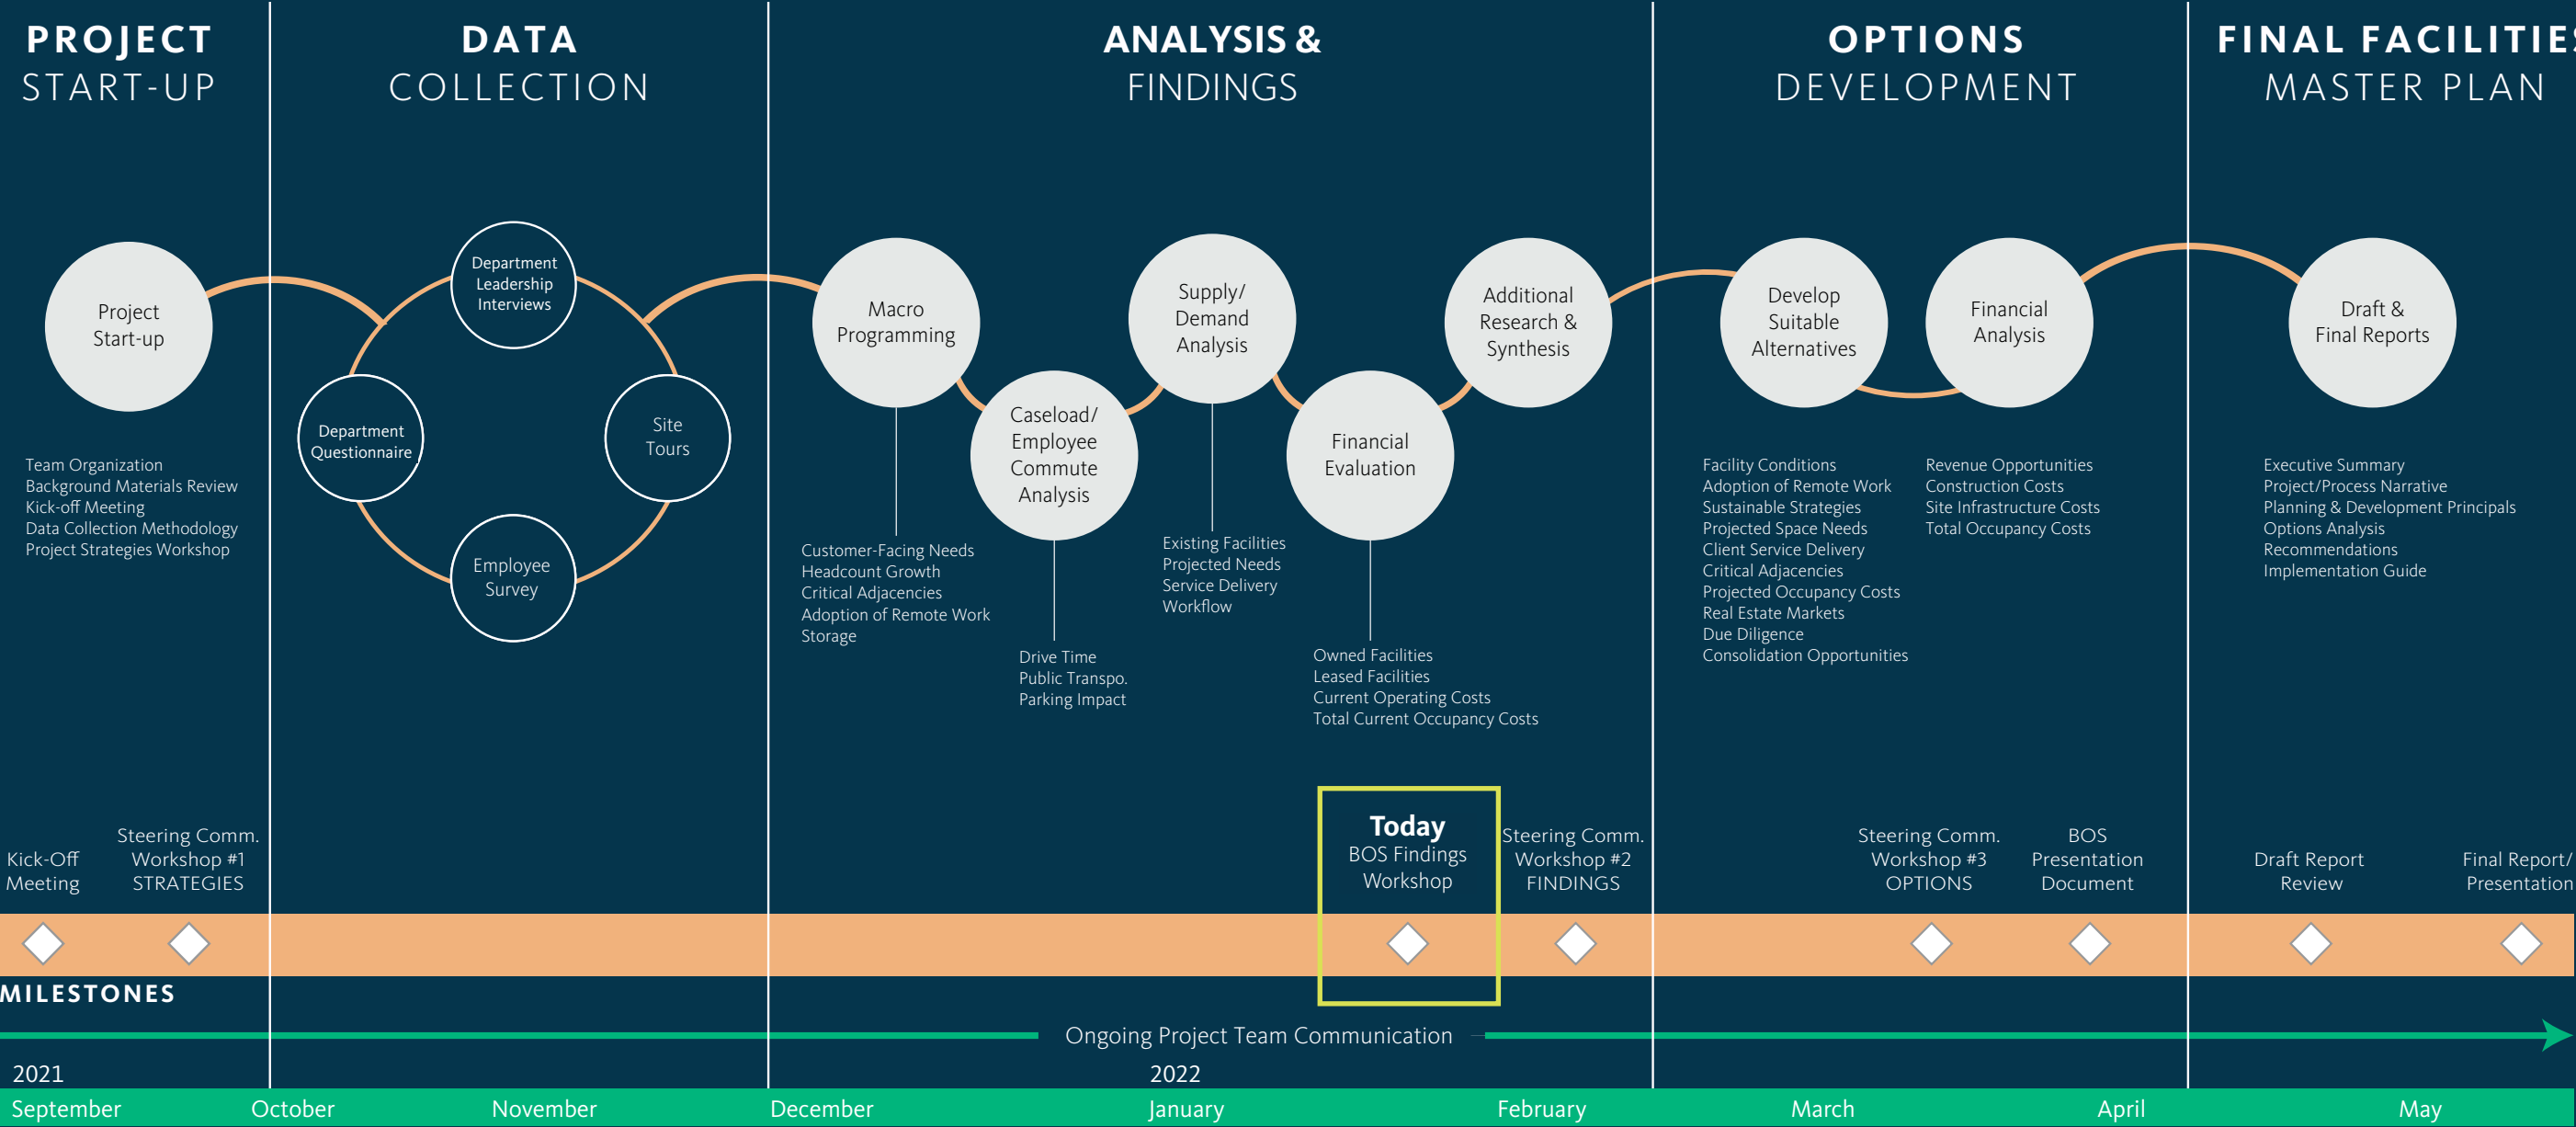 PROJECT
START-UP
DATA
COLLECTION
ANALYSIS &
FINDINGS
OPTIONS
DEVELOPMENT
FINAL FACILITIES
MASTER PLAN
Project
Start-up
Team Organization
Background Materials Review
Kick-off Meeting
Data Collection Methodology
Project Strategies Workshop
Department
Leadership
Interviews
Department
Questionnaire
Site
Tours
Employee
Survey
Macro
Programming
Customer-Facing Needs
Headcount Growth
Critical Adjacencies
Adoption of Remote Work
Storage
Caseload/
Employee
Commute
Analysis
Drive Time
Public Transpo.
Parking Impact
Supply/
Demand
Analysis
Existing Facilities
Projected Needs
Service Delivery
Workflow
Financial
Evaluation
Owned Facilities
Leased Facilities
Current Operating Costs
Total Current Occupancy Costs
Additional
Research &
Synthesis
Develop
Suitable
Alternatives
Facility Conditions
Adoption of Remote Work
Sustainable Strategies
Projected Space Needs
Client Service Delivery
Critical Adjacencies
Projected Occupancy Costs
Real Estate Markets
Due Diligence
Consolidation Opportunities
Financial
Analysis
Revenue Opportunities
Construction Costs
Site Infrastructure Costs
Total Occupancy Costs
Draft &
Final Reports
Executive Summary
Project/Process Narrative
Planning & Development Principals
Options Analysis
Recommendations
Implementation Guide
Kick-Off
Meeting
Steering Comm.
Workshop #1
STRATEGIES
Today
BOS Findings
Workshop
Steering Comm.
Workshop #2
FINDINGS
Steering Comm.
Workshop #3
OPTIONS
BOS
Presentation
Document
Draft Report
Review
Final Report/
Presentation
MILESTONES
Ongoing Project Team Communication
2021
2022
September
October
November
December
January
February
March
April
May